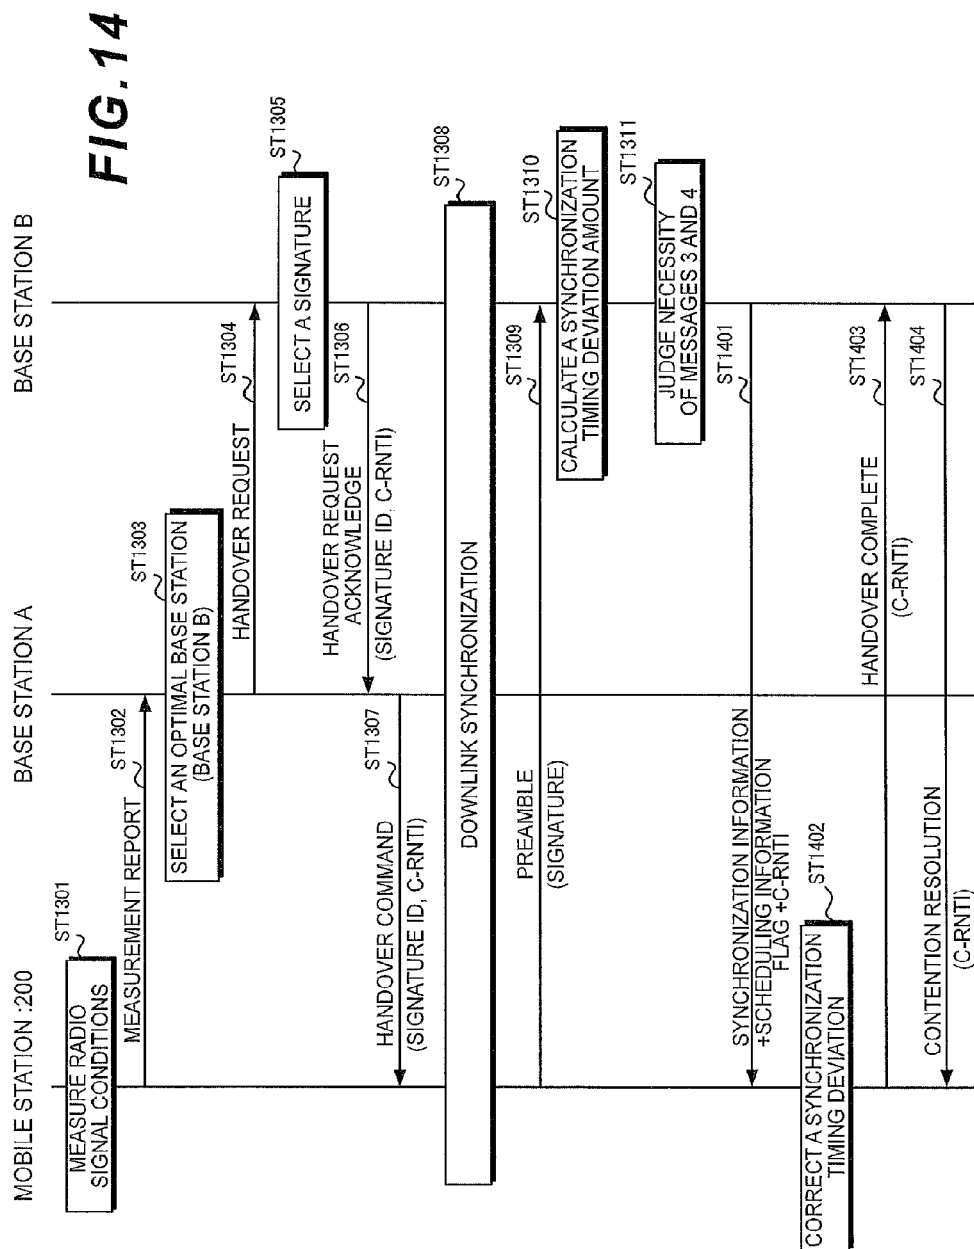 FIG.14
MOBILE STATION :200
BASE STATION A
BASE STATION B
ST1301
MEASURE RADIO
SIGNAL CONDITIONS
ST1302
MEASUREMENT REPORT
ST1303
SELECT AN OPTIMAL BASE STATION
(BASE STATION B)
ST1304
HANDOVER REQUEST
ST1305
SELECT A SIGNATURE
ST1306
HANDOVER REQUEST
ACKNOWLEDGE
(SIGNATURE ID, C-RNTI)
ST1307
HANDOVER COMMAND
(SIGNATURE ID, C-RNTI)
ST1308
DOWNLINK SYNCHRONIZATION
ST1309
PREAMBLE
(SIGNATURE)
ST1310
CALCULATE A SYNCHRONIZATION
TIMING DEVIATION AMOUNT
ST1311
JUDGE NECESSITY
OF MESSAGES 3 AND 4
ST1401
SYNCHRONIZATION INFORMATION
+SCHEDULING INFORMATION
FLAG +C-RNTI
ST1402
CORRECT A SYNCHRONIZATION
TIMING DEVIATION
ST1403
HANDOVER COMPLETE
(C-RNTI)
ST1404
CONTENTION RESOLUTION
(C-RNTI)